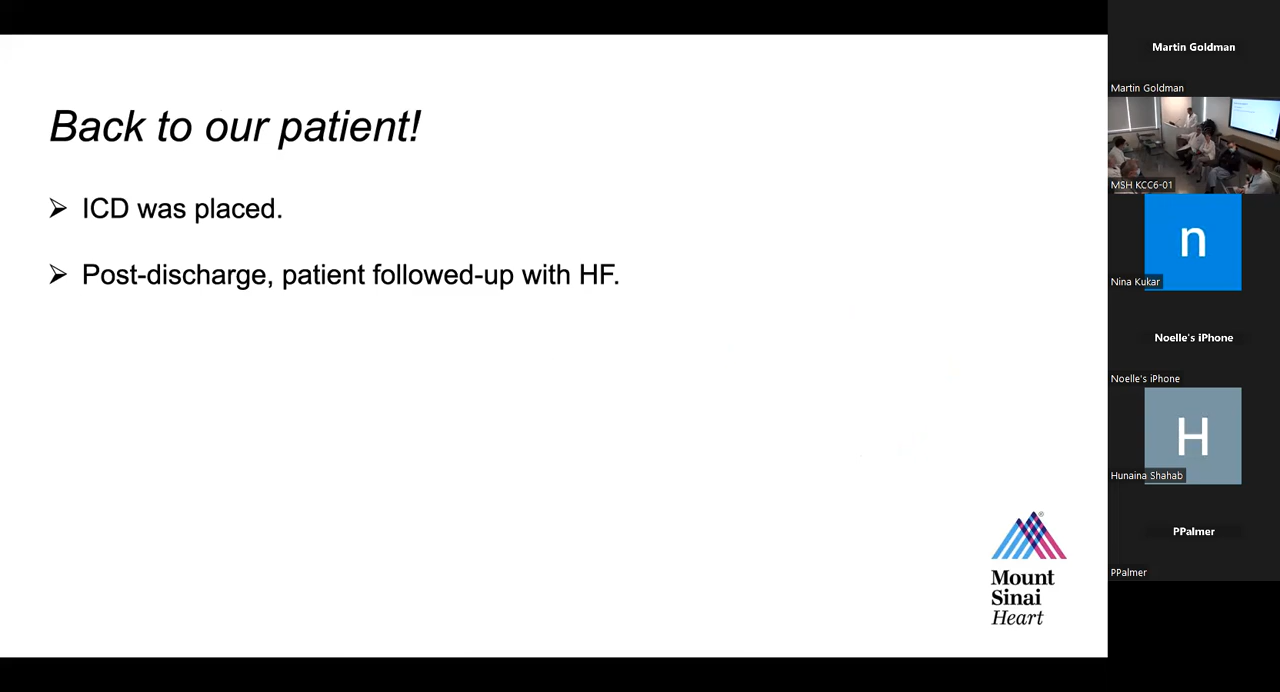 Back to our patient!
➢ ICD was placed.
➢ Post-discharge, patient followed-up with HF.
Mount
Sinai
Heart
®
Martin Goldman
Martin Goldman
MSH KCC6-01
n
Nina Kukar
Noelle's iPhone
Noelle's iPhone
H
Hunaina Shahab
PPalmer
PPalmer